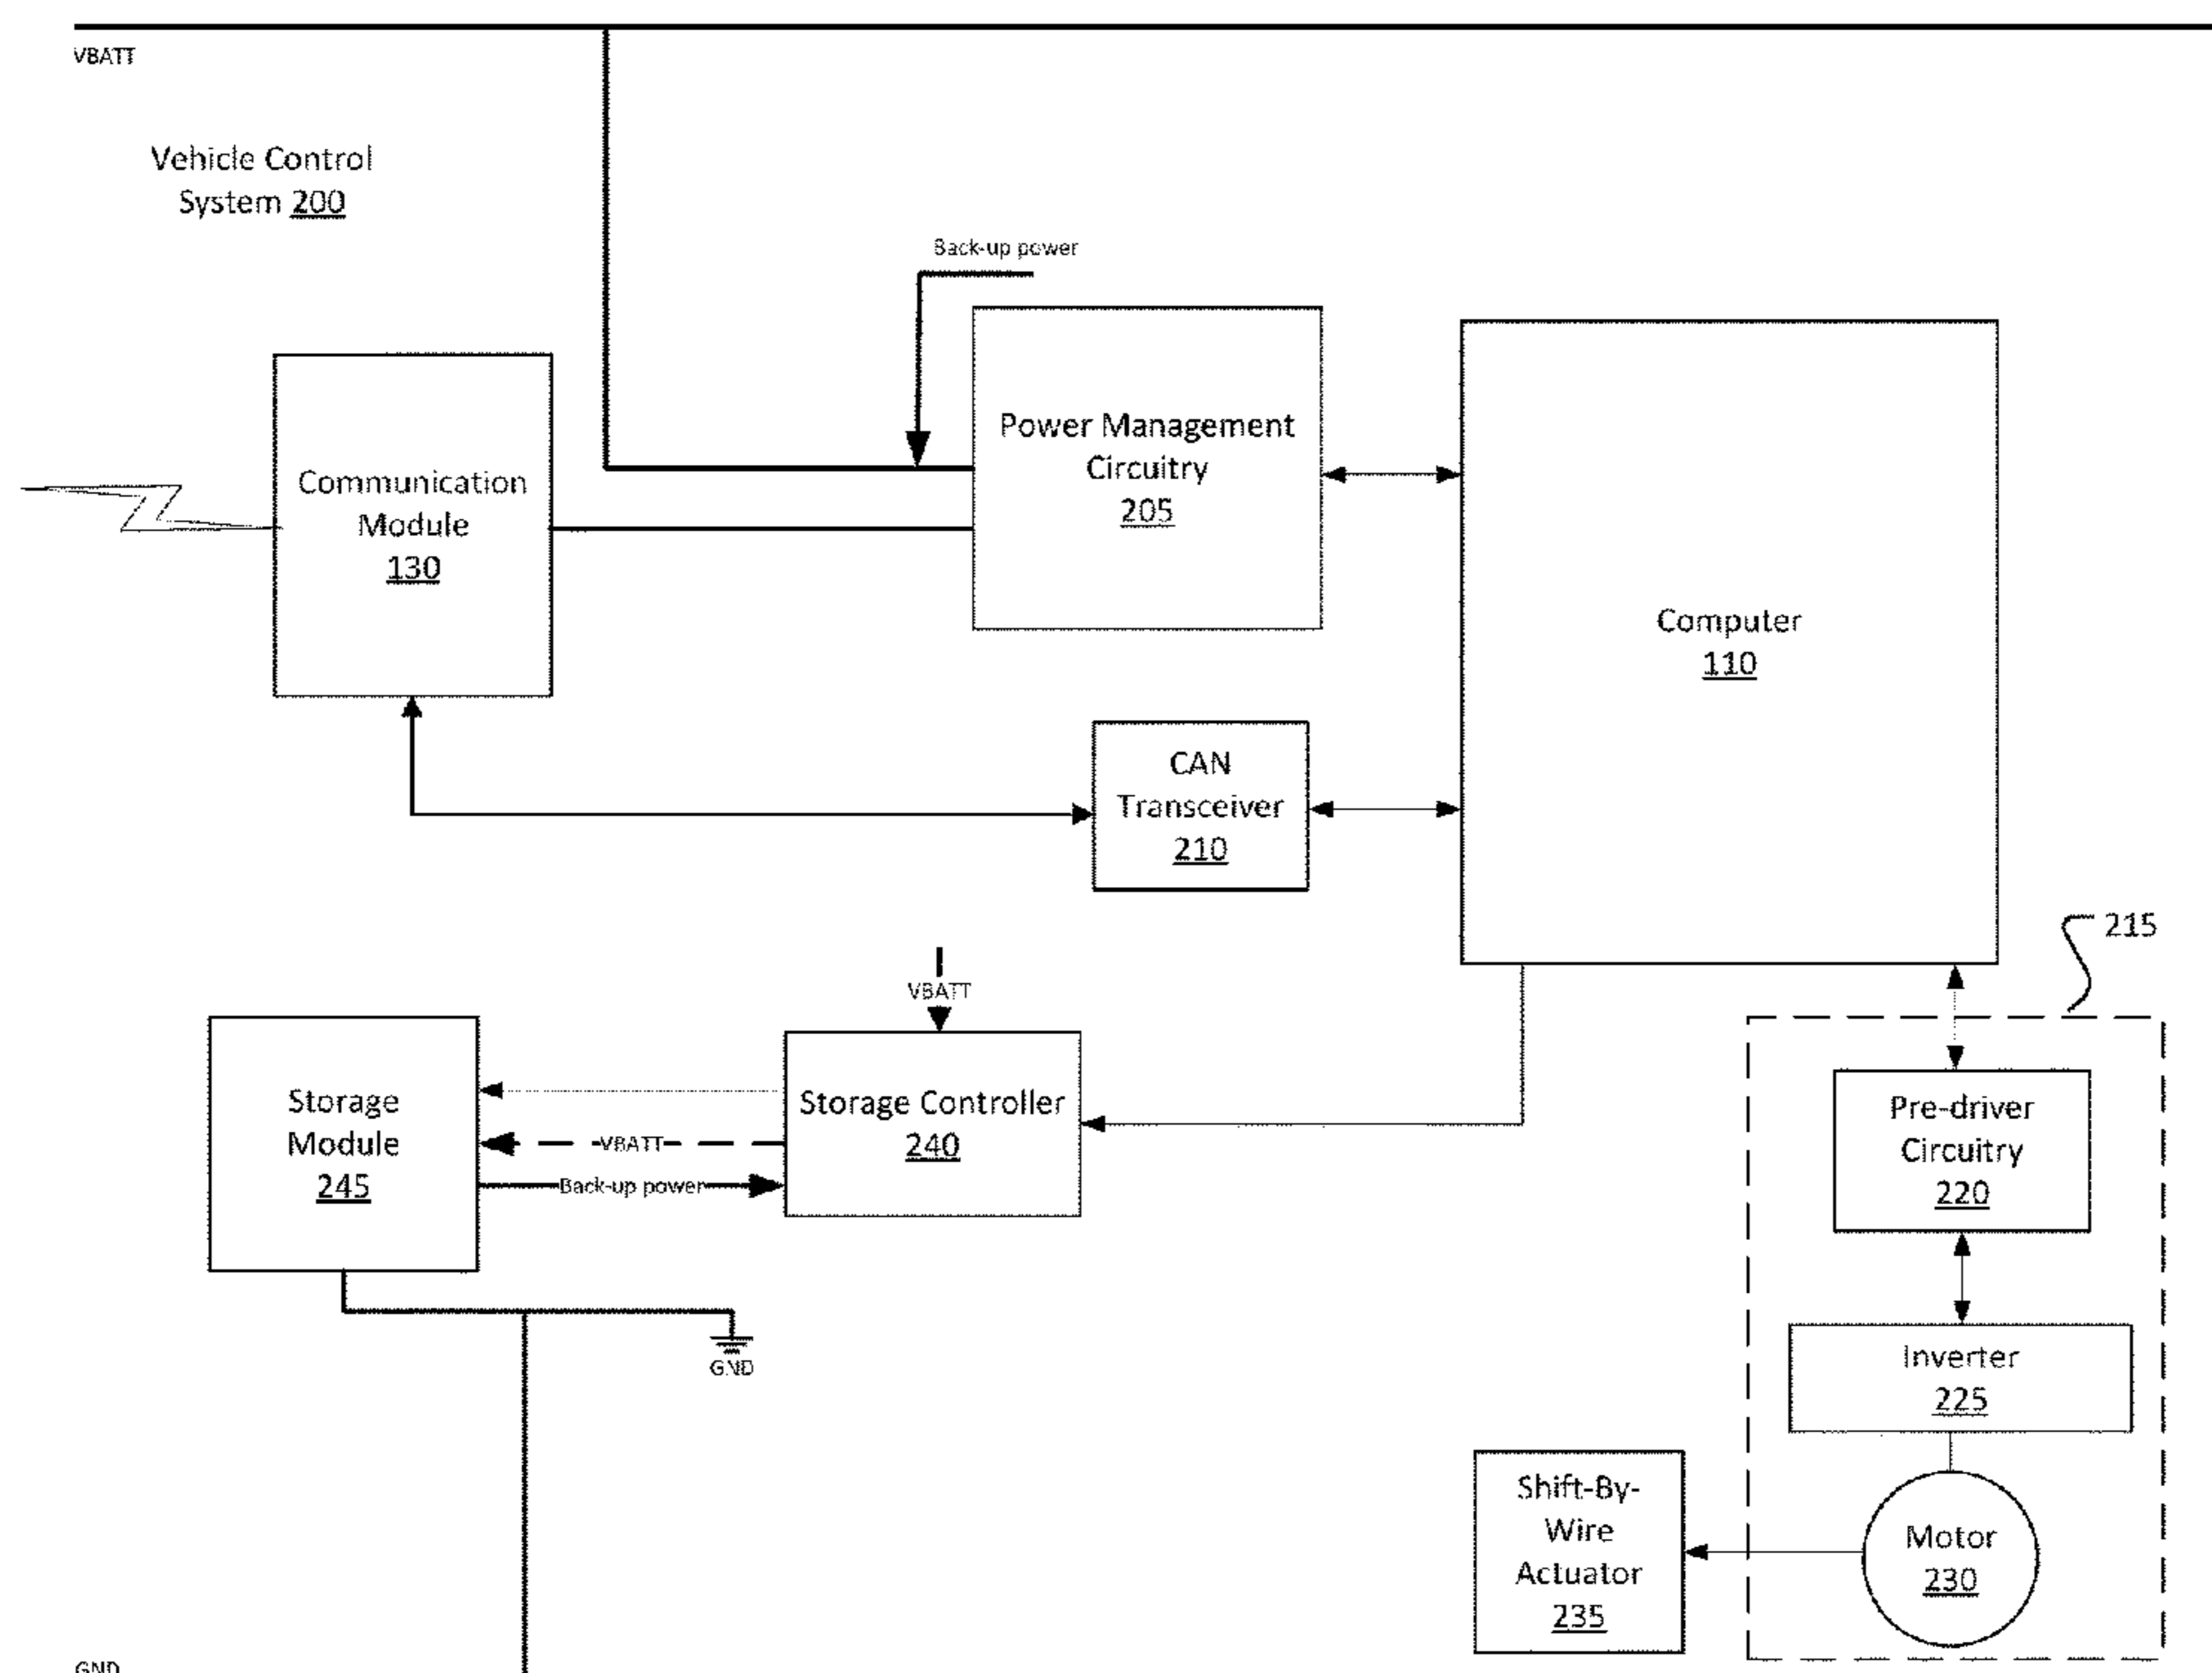 VBATT
Vehicle Control
System 200
Back-up power
Power Management
Circuitry
205
Communication
Module
130
Computer
110
CAN
Transceiver
210
215
VBATT
Storage
Module
245
Storage Controller
240
VBATT
Back-up power
Pre-driver
Circuitry
220
GND
Inverter
225
Shift-By-
Wire
Actuator
235
Motor
230
GND